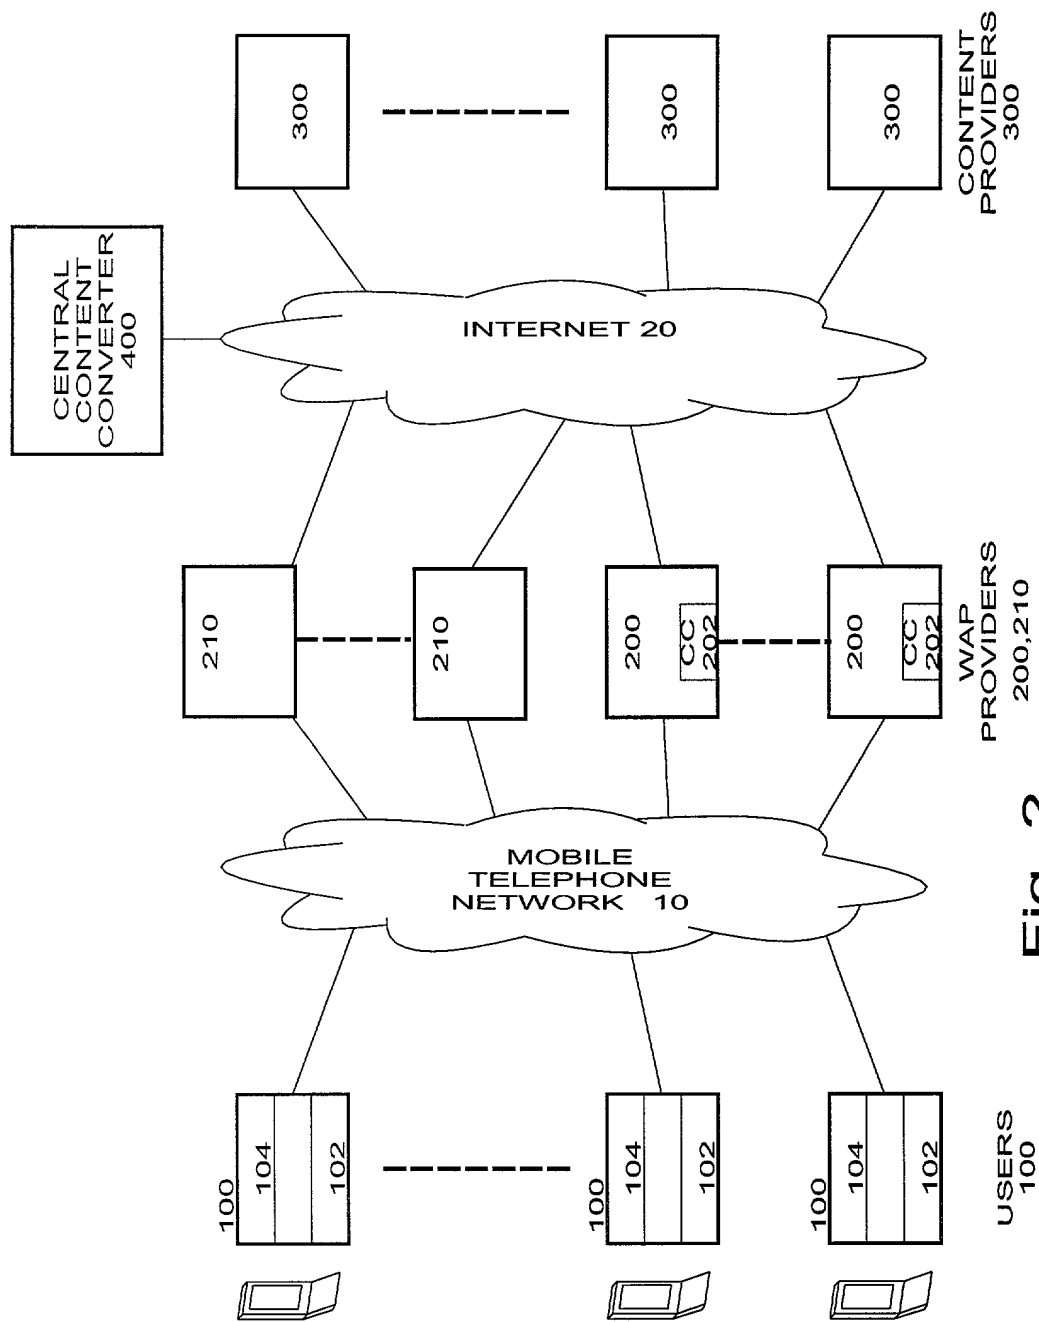 CENTRAL
CONTENT
CONVERTER
400
300
300
300
CONTENT
PROVIDERS
300
INTERNET 20
210
210
200
CC
202
200
CC
202
WAP
PROVIDERS
200,210
MOBILE
TELEPHONE
NETWORK 10
100
104
102
100
104
102
100
104
102
USERS
100
Fig. 2